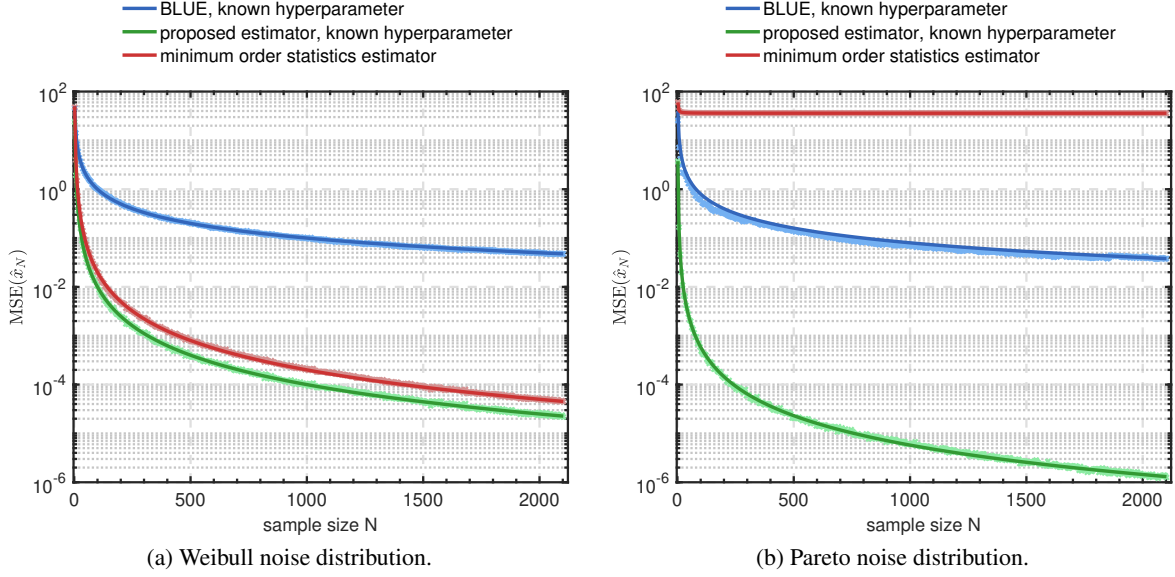 BLUE, known hyperparameter
proposed estimator, known hyperparameter
minimum order statistics estimator
10^2
10^0
10^-2
10^-4
10^-6
MSE(x̂_N)
0 500 1000 1500 2000
sample size N
(a) Weibull noise distribution.
BLUE, known hyperparameter
proposed estimator, known hyperparameter
minimum order statistics estimator
10^2
10^0
10^-2
10^-4
10^-6
MSE(x̂_N)
0 500 1000 1500 2000
sample size N
(b) Pareto noise distribution.